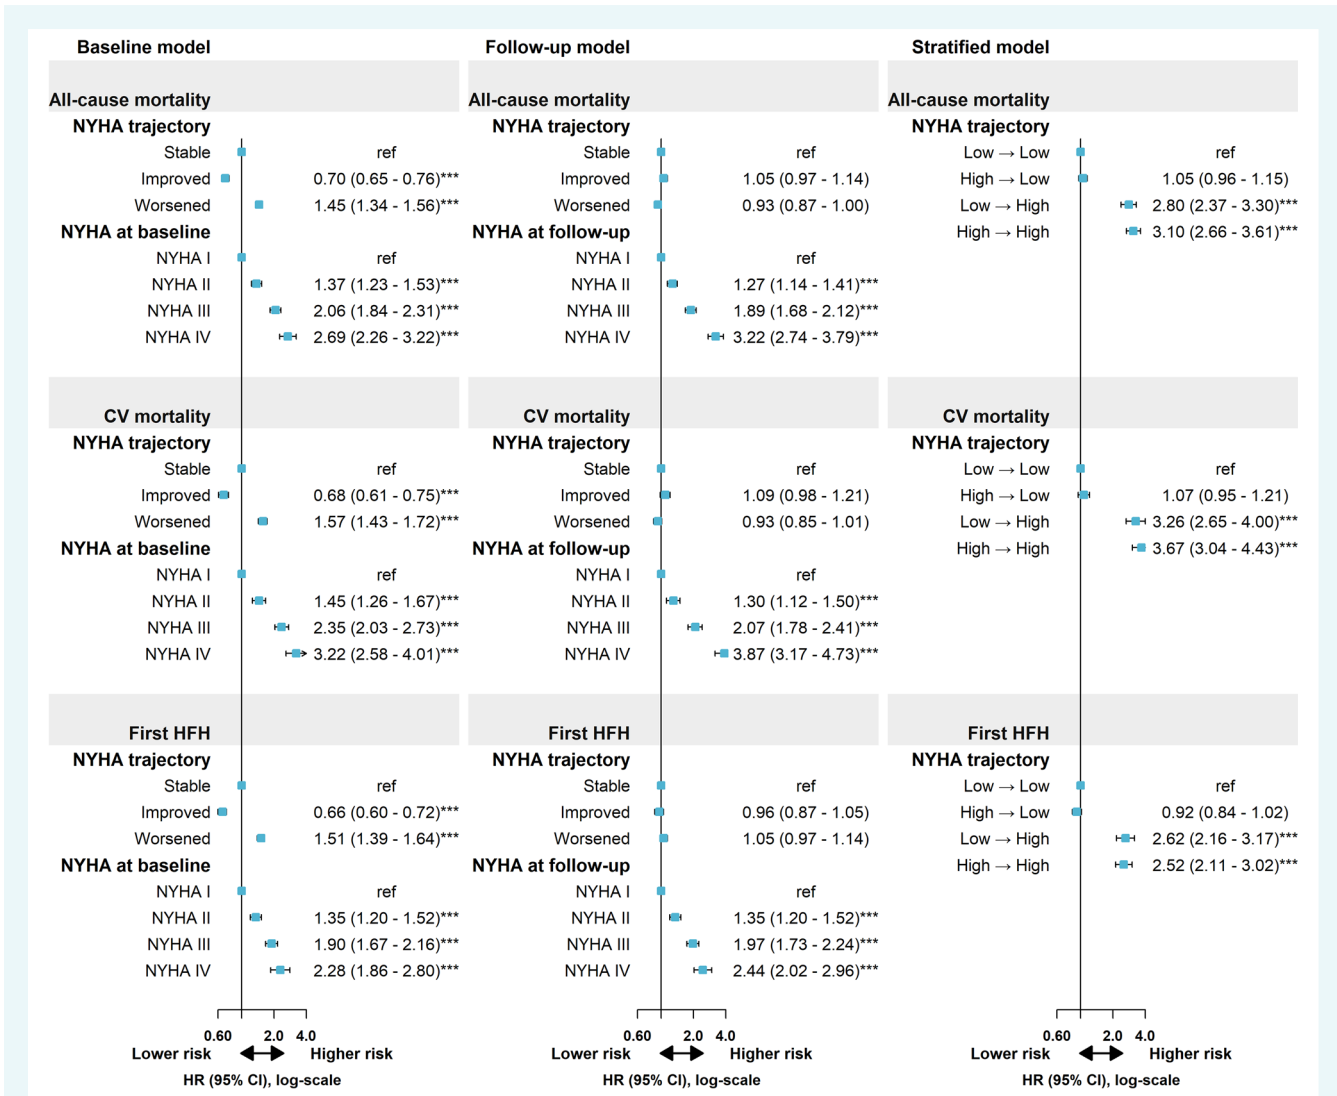 Baseline model
All-cause mortality
NYHA trajectory
Stable ref
Improved 0.70 (0.65 - 0.76)***
Worsened 1.45 (1.34 - 1.56)***
NYHA at baseline
NYHA I ref
NYHA II 1.37 (1.23 - 1.53)***
NYHA III 2.06 (1.84 - 2.31)***
NYHA IV 2.69 (2.26 - 3.22)***
CV mortality
NYHA trajectory
Stable ref
Improved 0.68 (0.61 - 0.75)***
Worsened 1.57 (1.43 - 1.72)***
NYHA at baseline
NYHA I ref
NYHA II 1.45 (1.26 - 1.67)***
NYHA III 2.35 (2.03 - 2.73)***
NYHA IV 3.22 (2.58 - 4.01)***
First HFH
NYHA trajectory
Stable ref
Improved 0.66 (0.60 - 0.72)***
Worsened 1.51 (1.39 - 1.64)***
NYHA at baseline
NYHA I ref
NYHA II 1.35 (1.20 - 1.52)***
NYHA III 1.90 (1.67 - 2.16)***
NYHA IV 2.28 (1.86 - 2.80)***
0.60 2.0 4.0
Lower risk Higher risk
HR (95% CI), log-scale
Follow-up model
All-cause mortality
NYHA trajectory
Stable ref
Improved 1.05 (0.97 - 1.14)
Worsened 0.93 (0.87 - 1.00)
NYHA at follow-up
NYHA I ref
NYHA II 1.27 (1.14 - 1.41)***
NYHA III 1.89 (1.68 - 2.12)***
NYHA IV 3.22 (2.74 - 3.79)***
CV mortality
NYHA trajectory
Stable ref
Improved 1.09 (0.98 - 1.21)
Worsened 0.93 (0.85 - 1.01)
NYHA at follow-up
NYHA I ref
NYHA II 1.30 (1.12 - 1.50)***
NYHA III 2.07 (1.78 - 2.41)***
NYHA IV 3.87 (3.17 - 4.73)***
First HFH
NYHA trajectory
Stable ref
Improved 0.96 (0.87 - 1.05)
Worsened 1.05 (0.97 - 1.14)
NYHA at follow-up
NYHA I ref
NYHA II 1.35 (1.20 - 1.52)***
NYHA III 1.97 (1.73 - 2.24)***
NYHA IV 2.44 (2.02 - 2.96)***
0.60 2.0 4.0
Lower risk Higher risk
HR (95% CI), log-scale
Stratified model
All-cause mortality
NYHA trajectory
Low → Low ref
High → Low 1.05 (0.96 - 1.15)
Low → High 2.80 (2.37 - 3.30)***
High → High 3.10 (2.66 - 3.61)***
CV mortality
NYHA trajectory
Low → Low ref
High → Low 1.07 (0.95 - 1.21)
Low → High 3.26 (2.65 - 4.00)***
High → High 3.67 (3.04 - 4.43)***
First HFH
NYHA trajectory
Low → Low ref
High → Low 0.92 (0.84 - 1.02)
Low → High 2.62 (2.16 - 3.17)***
High → High 2.52 (2.11 - 3.02)***
0.60 2.0 4.0
Lower risk Higher risk
HR (95% CI), log-scale